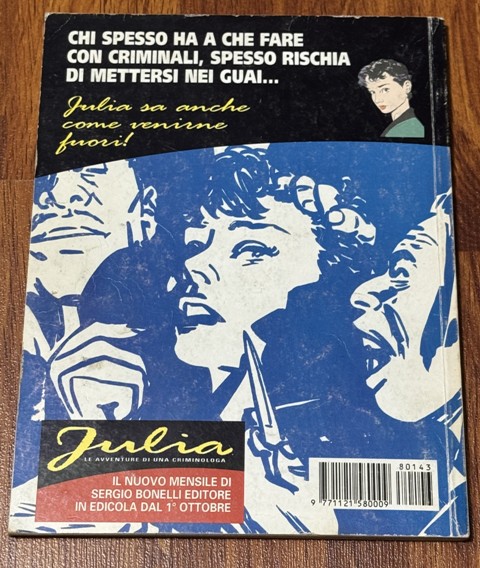 CHI SPESSO HA A CHE FARE
CON CRIMINALI, SPESSO RISCHIA
DI METTERSI NEI GUAI...
Julia sa anche
come venirne
fuori!
Julia
LE AVVENTURE DI UNA CRIMINOLOGA
IL NUOVO MENSILE DI
SERGIO BONELLI EDITORE
IN EDICOLA DAL 1° OTTOBRE
80143
9 771121 580009